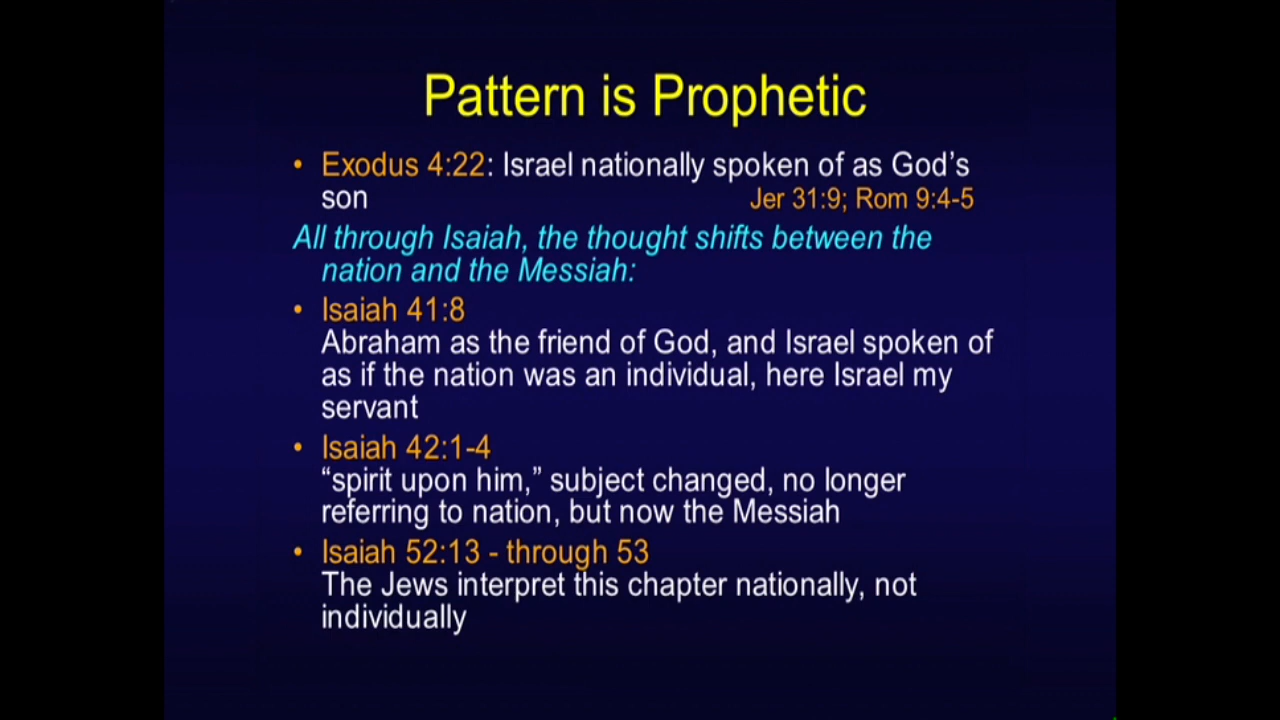 Pattern is Prophetic
• Exodus 4:22: Israel nationally spoken of as God’s
son Jer 31:9; Rom 9:4-5
All through Isaiah, the thought shifts between the
nation and the Messiah:
• Isaiah 41:8
Abraham as the friend of God, and Israel spoken of
as if the nation was an individual, here Israel my
servant
• Isaiah 42:1-4
“spirit upon him,” subject changed, no longer
referring to nation, but now the Messiah
• Isaiah 52:13 - through 53
The Jews interpret this chapter nationally, not
individually